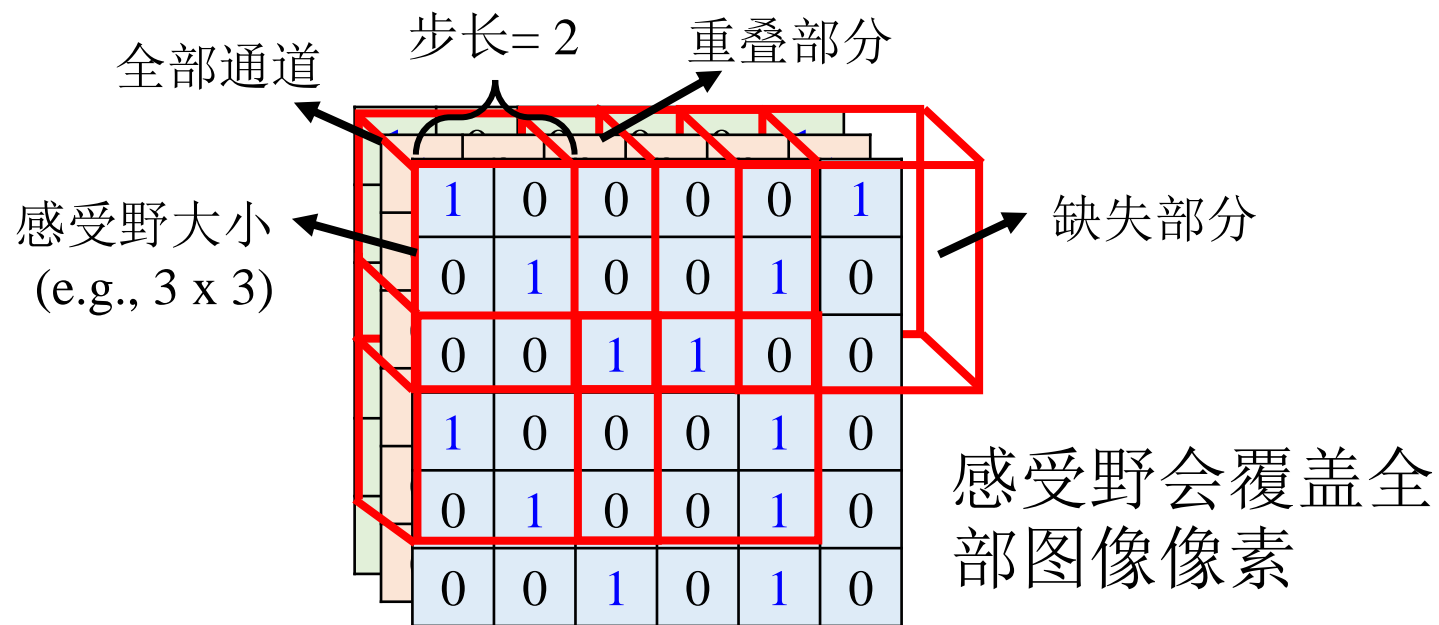 步长= 2
重叠部分
全部通道
1 0 0 0 0 1
感受野大小
缺失部分
(e.g., 3 x 3)
0 1 0 0 1 0
0 0 1 1 0 0
1 0 0 0 1 0
感受野会覆盖全
0 1 0 0 1 0
部图像像素
0 0 1 0 1 0